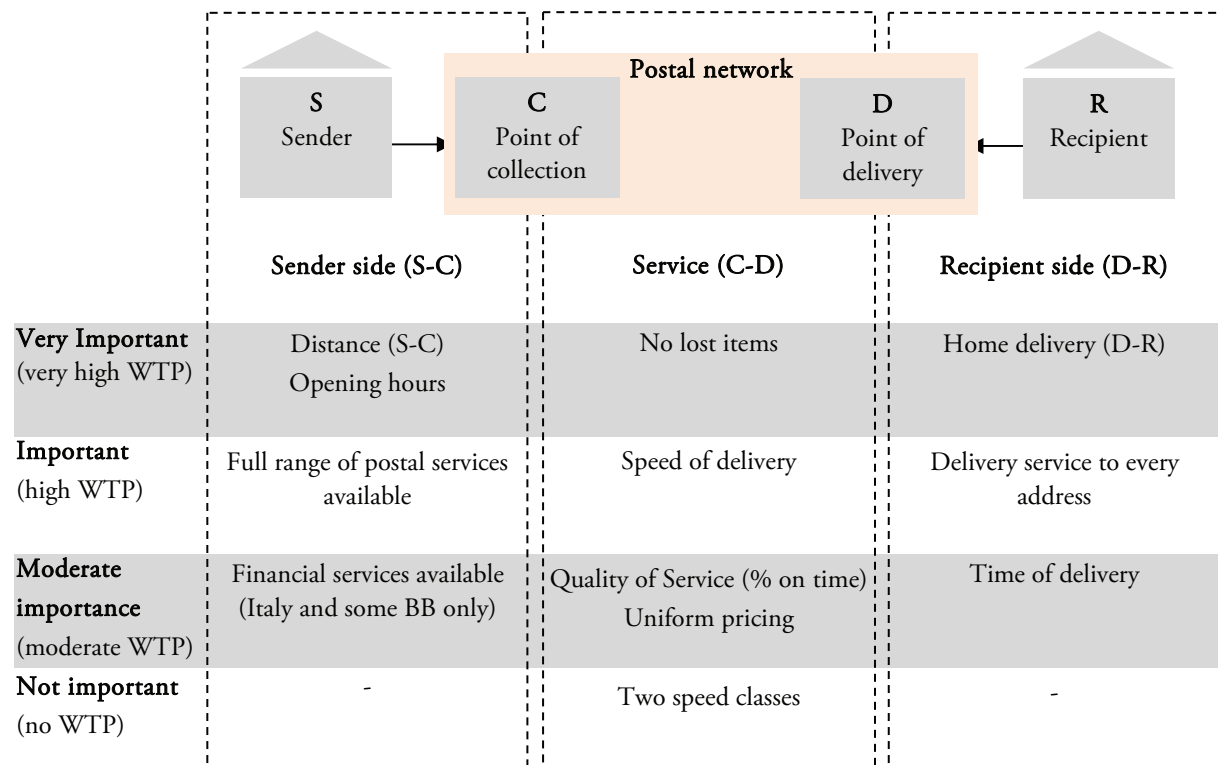 Postal network
S
Sender
C
Point of
collection
D
Point of
delivery
R
Recipient
Sender side (S-C)
Service (C-D)
Recipient side (D-R)
Very Important
(very high WTP)
Distance (S-C)
Opening hours
No lost items
Home delivery (D-R)
Important
(high WTP)
Full range of postal services
available
Speed of delivery
Delivery service to every
address
Moderate
importance
(moderate WTP)
Financial services available
(Italy and some BB only)
Quality of Service (% on time)
Uniform pricing
Time of delivery
Not important
(no WTP)
-
Two speed classes
-